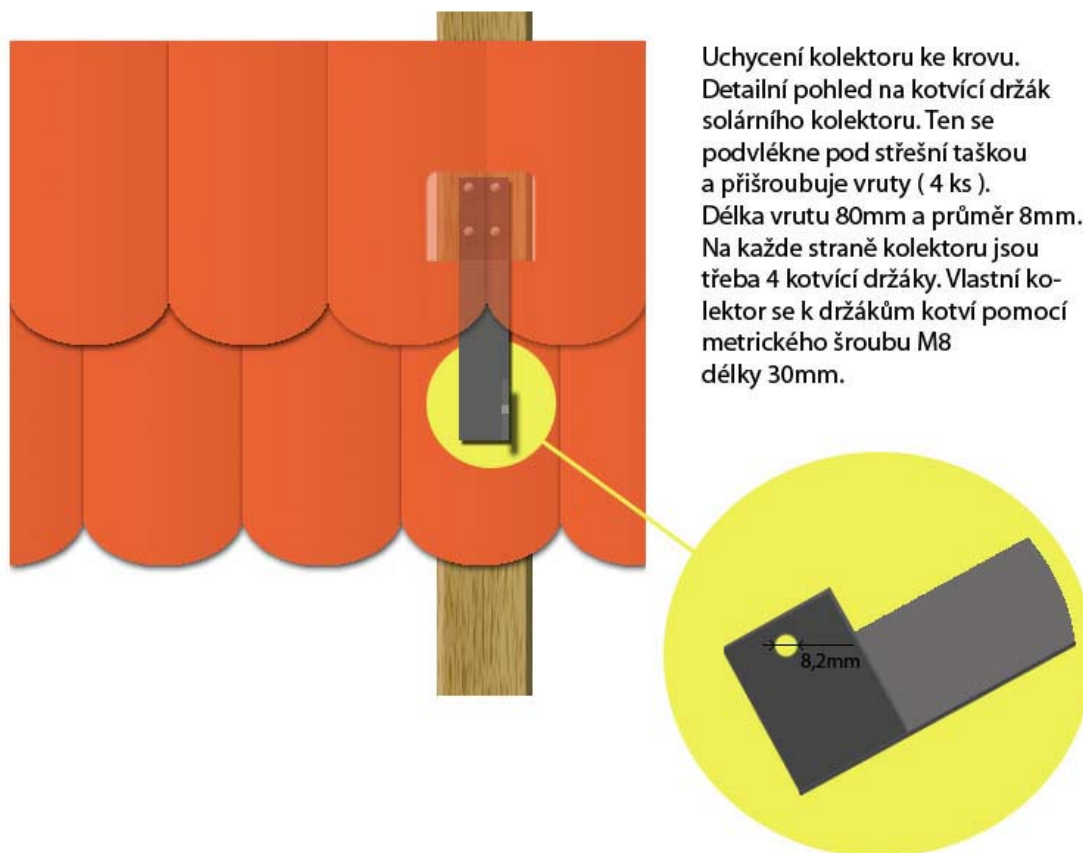 Uchycení kolektoru ke krovu.
Detailní pohled na kotvící držák
solárního kolektoru. Ten se
podvlékne pod střešní taškou
a přišroubuje vruty ( 4 ks ).
Délka vrutu 80mm a průměr 8mm.
Na každe straně kolektoru jsou
třeba 4 kotvící držáky. Vlastní ko-
lektor se k držákům kotví pomocí
metrického šroubu M8
délky 30mm.
8,2mm